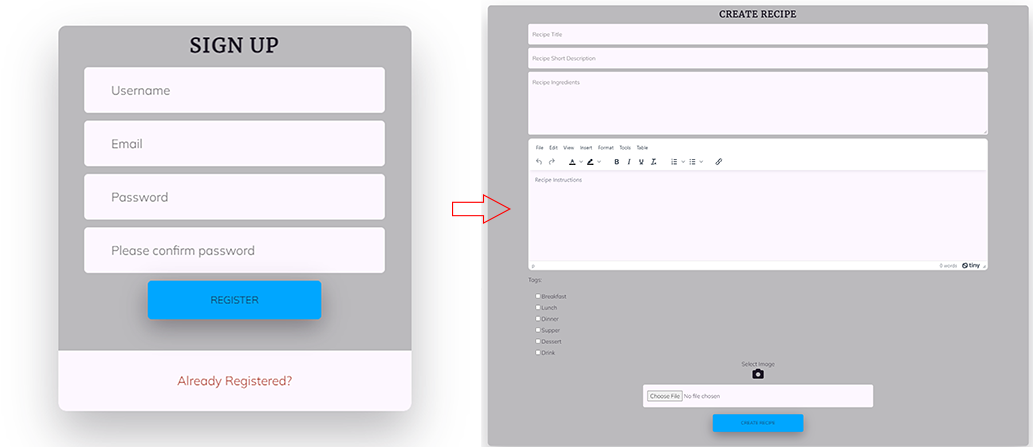 SIGN UP
Username
Email
Password
Please confirm password
REGISTER
Already Registered?
CREATE RECIPE
Recipe Title
Recipe Short Description
Recipe Ingredients
File Edit View Insert Format Tools Table
A B I U
Recipe Instructions
p 0 words tiny
Tags:
Breakfast
Lunch
Dinner
Supper
Dessert
Drink
Select Image
Choose File No file chosen
CREATE RECIPE